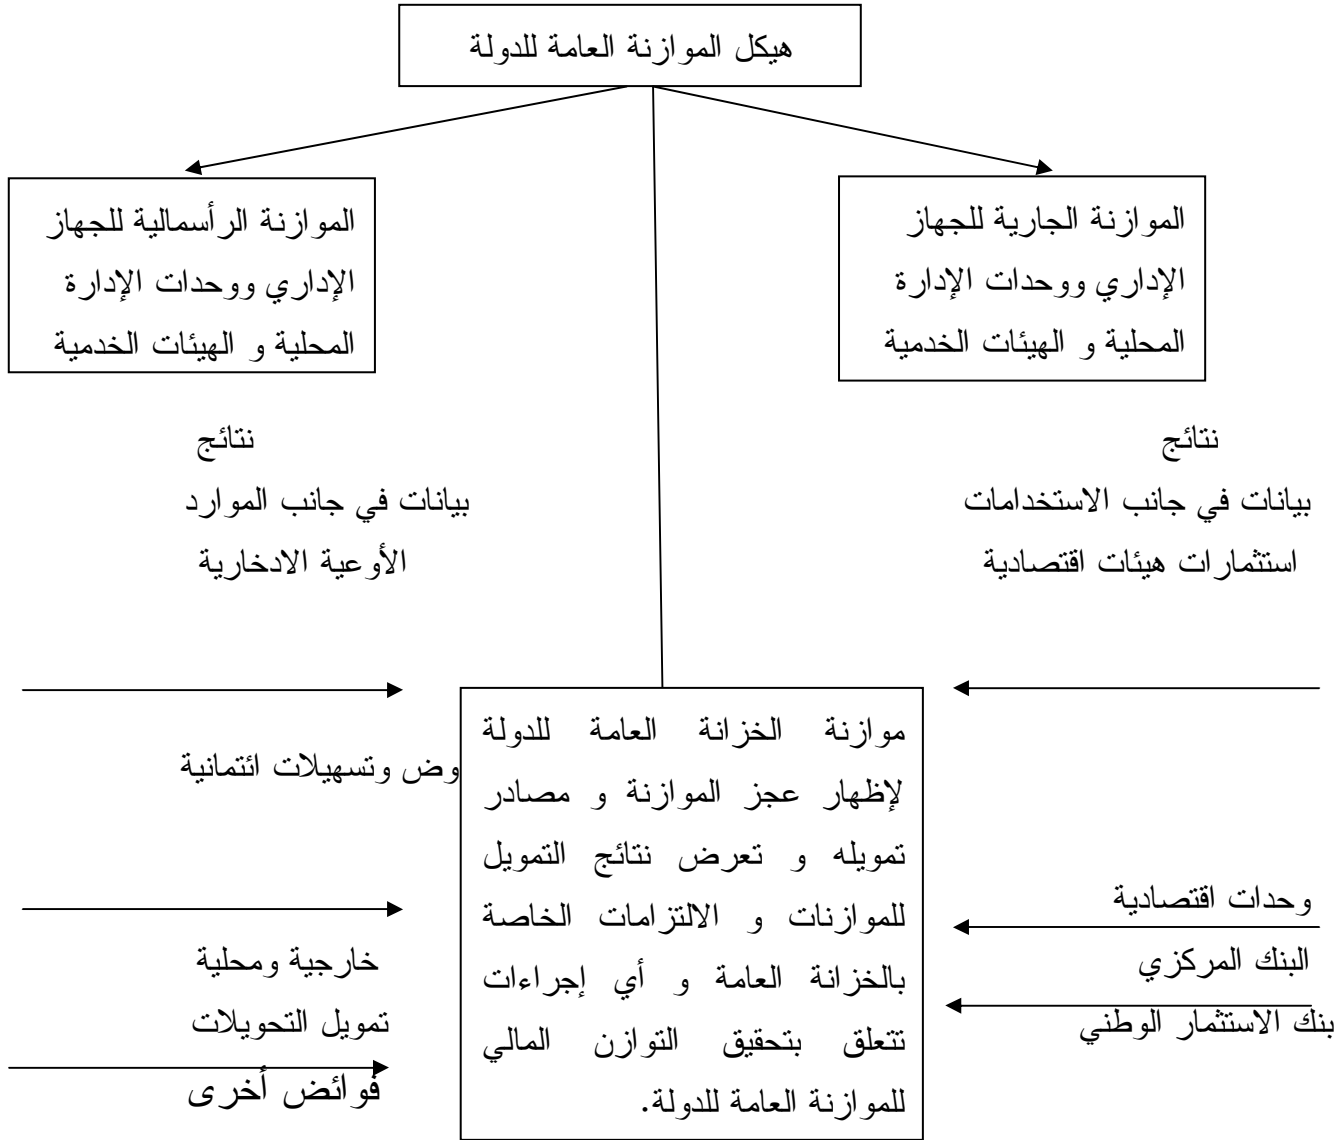 هيكل الموازنة العامة للدولة
الموازنة الجارية للجهاز
الإداري ووحدات الإدارة
المحلية و الهيئات الخدمية
الموازنة الرأسمالية للجهاز
الإداري ووحدات الإدارة
المحلية و الهيئات الخدمية
نتائج
بيانات في جانب الاستخدامات
استثمارات هيئات اقتصادية
نتائج
بيانات في جانب الموارد
الأوعية الادخارية
وحدات اقتصادية
البنك المركزي
بنك الاستثمار الوطني
موازنة الخزانة العامة للدولة
لإظهار عجز الموازنة و مصادر
تمويله و تعرض نتائج التمويل
للموازنات و الالتزامات الخاصة
بالخزانة العامة و أي إجراءات
تتعلق بتحقيق التوازن المالي
للموازنة العامة للدولة.
وض وتسهيلات ائتمانية
خارجية ومحلية
تمويل التحويلات
فوائض أخرى